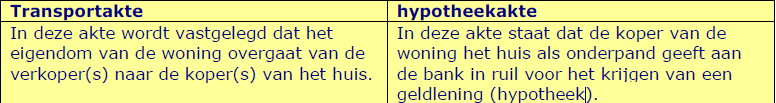 Transportakte
In deze akte wordt vastgelegd dat het
eigendom van de woning overgaat van de
verkoper(s) naar de koper(s) van het huis.
hypotheekakte
In deze akte staat dat de koper van de
woning het huis als onderpand geeft aan
de bank in ruil voor het krijgen van een
geldlening (hypotheek).